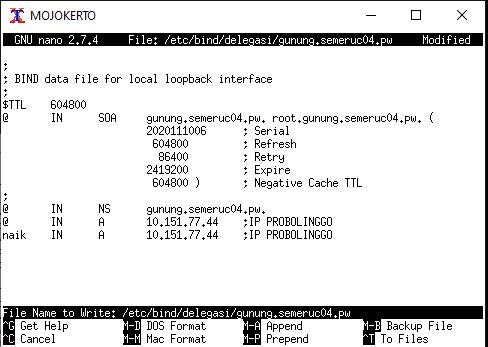 MOJOKERTO
GNU nano 2.7.4 File: /etc/bind/delegasi/gunung.semeruc04.pw Modified
;
; BIND data file for local loopback interface
;
$TTL 604800
@ IN SOA gunung.semeruc04.pw. root.gunung.semeruc04.pw. (
2020111006 ; Serial
604800 ; Refresh
86400 ; Retry
2419200 ; Expire
604800 ) ; Negative Cache TTL
;
@ IN NS gunung.semeruc04.pw.
@ IN A 10.151.77.44 ;IP PROBOLINGGO
naik IN A 10.151.77.44 ;IP PROBOLINGGO
File Name to Write: /etc/bind/delegasi/gunung.semeruc04.pw
^G Get Help M-D DOS Format M-A Append M-B Backup File
^C Cancel M-M Mac Format M-P Prepend ^T To Files